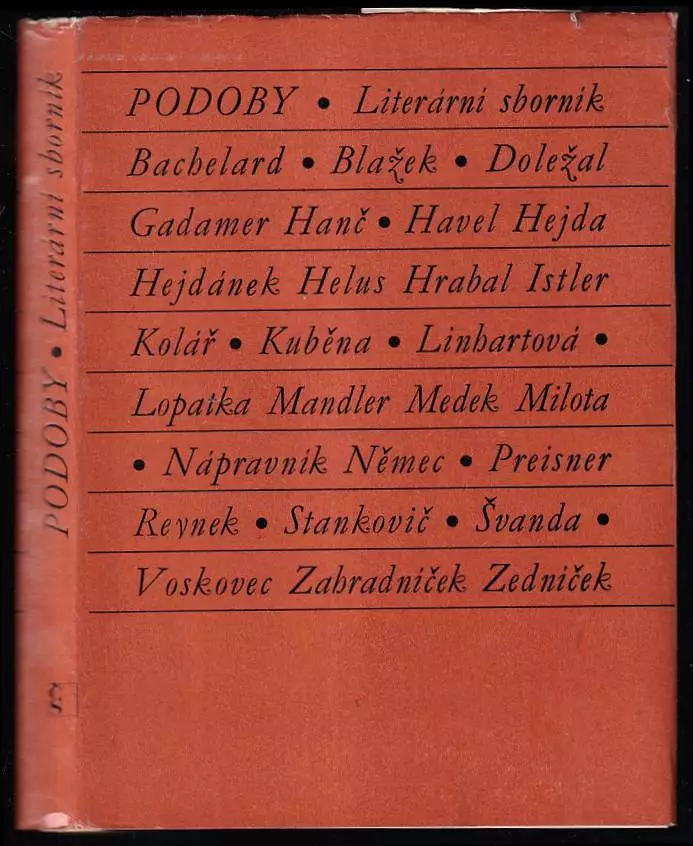 PODOBY • Literární sborník
Bachelard • Blažek • Doležal
Gadamer Hanč • Havel Hejda
Hejdánek Helus Hrabal Istler
Kolář • Kuběna • Linhartová •
Lopatka Mandler Medek Milota
• Nápravník Němec • Preisner
Reynek • Stankovič • Švanda •
Voskovec Zahradníček Zedníček
PODOBY • Literární sborník